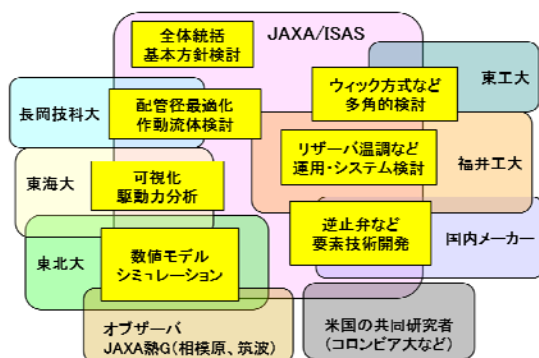 全体統括
基本方針検討
JAXA/ISAS
東工大
ウィック方式など
多角的検討
長岡技科大
配管径最適化
作動流体検討
リザーバ温調など
運用・システム検討
福井工大
東海大
可視化
駆動力分析
逆止弁など
要素技術開発
国内メーカー
東北大
数値モデル
シミュレーション
オブザーバ
JAXA熱G(相模原、筑波)
米国の共同研究者
(コロンビア大など)